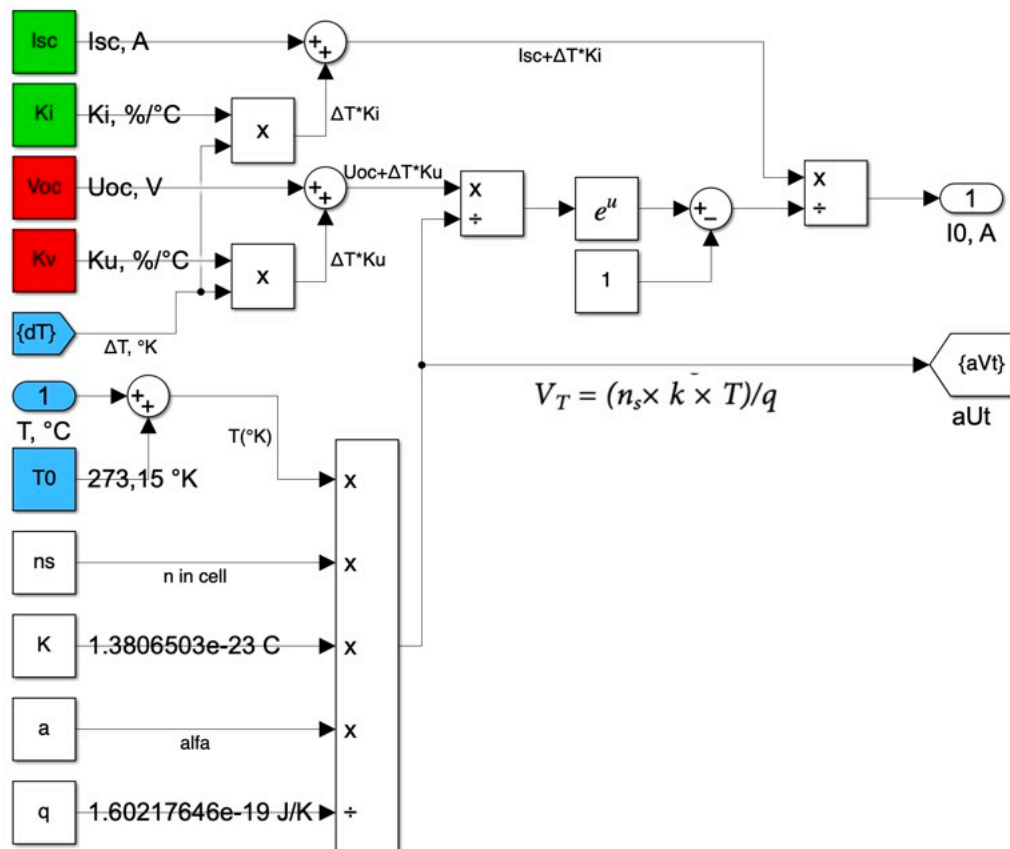 Isc Isc, A
+
+
Isc+ΔT*Ki
Ki Ki, %/°C
x
ΔT*Ki
Voc Uoc, V
+
+
Uoc+ΔT*Ku
x
÷
e^u
+
−
x
÷
1
I0, A
Kv Ku, %/°C
x
ΔT*Ku
1
{dT}
ΔT, °K
{aVt}
aUt
V_T = (n_s× k × T)/q
1
T, °C
+
+
T(°K)
T0 273,15 °K
x
ns
n in cell
x
K 1.3806503e-23 C
x
a
alfa
x
q 1.60217646e-19 J/K
÷